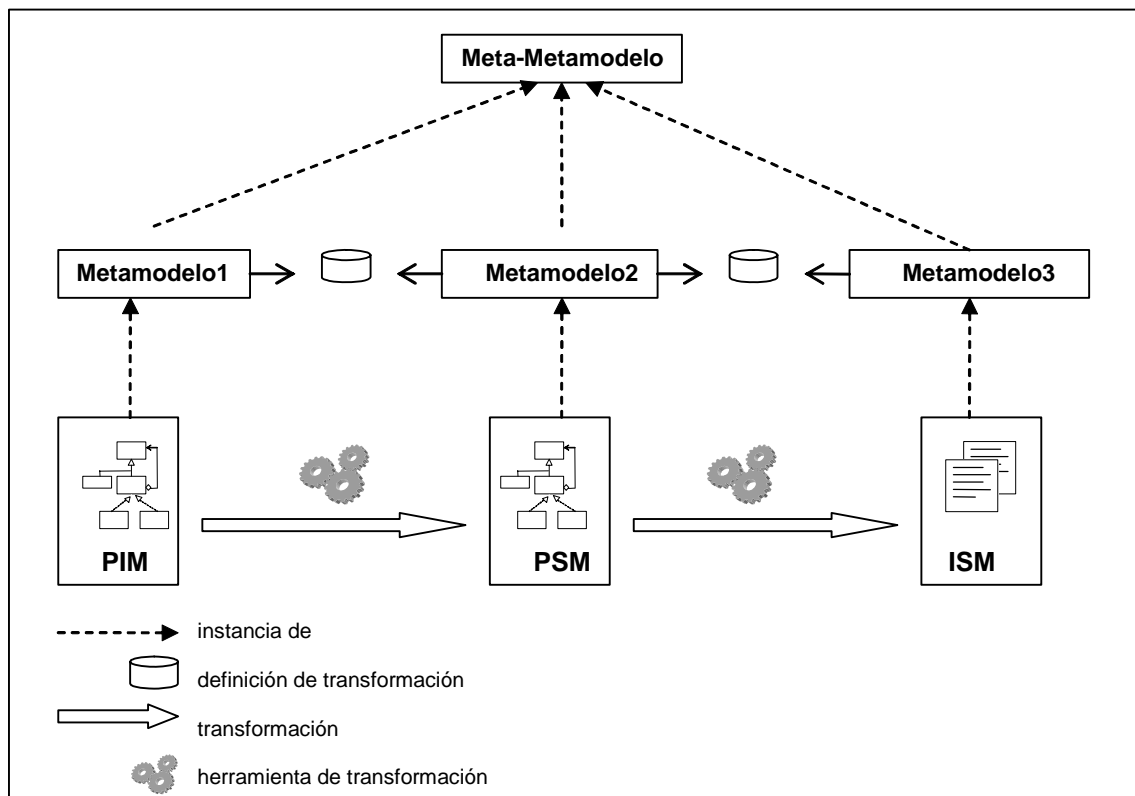 Meta-Metamodelo
Metamodelo1
Metamodelo2
Metamodelo3
PIM
PSM
ISM
instancia de
definición de transformación
transformación
herramienta de transformación